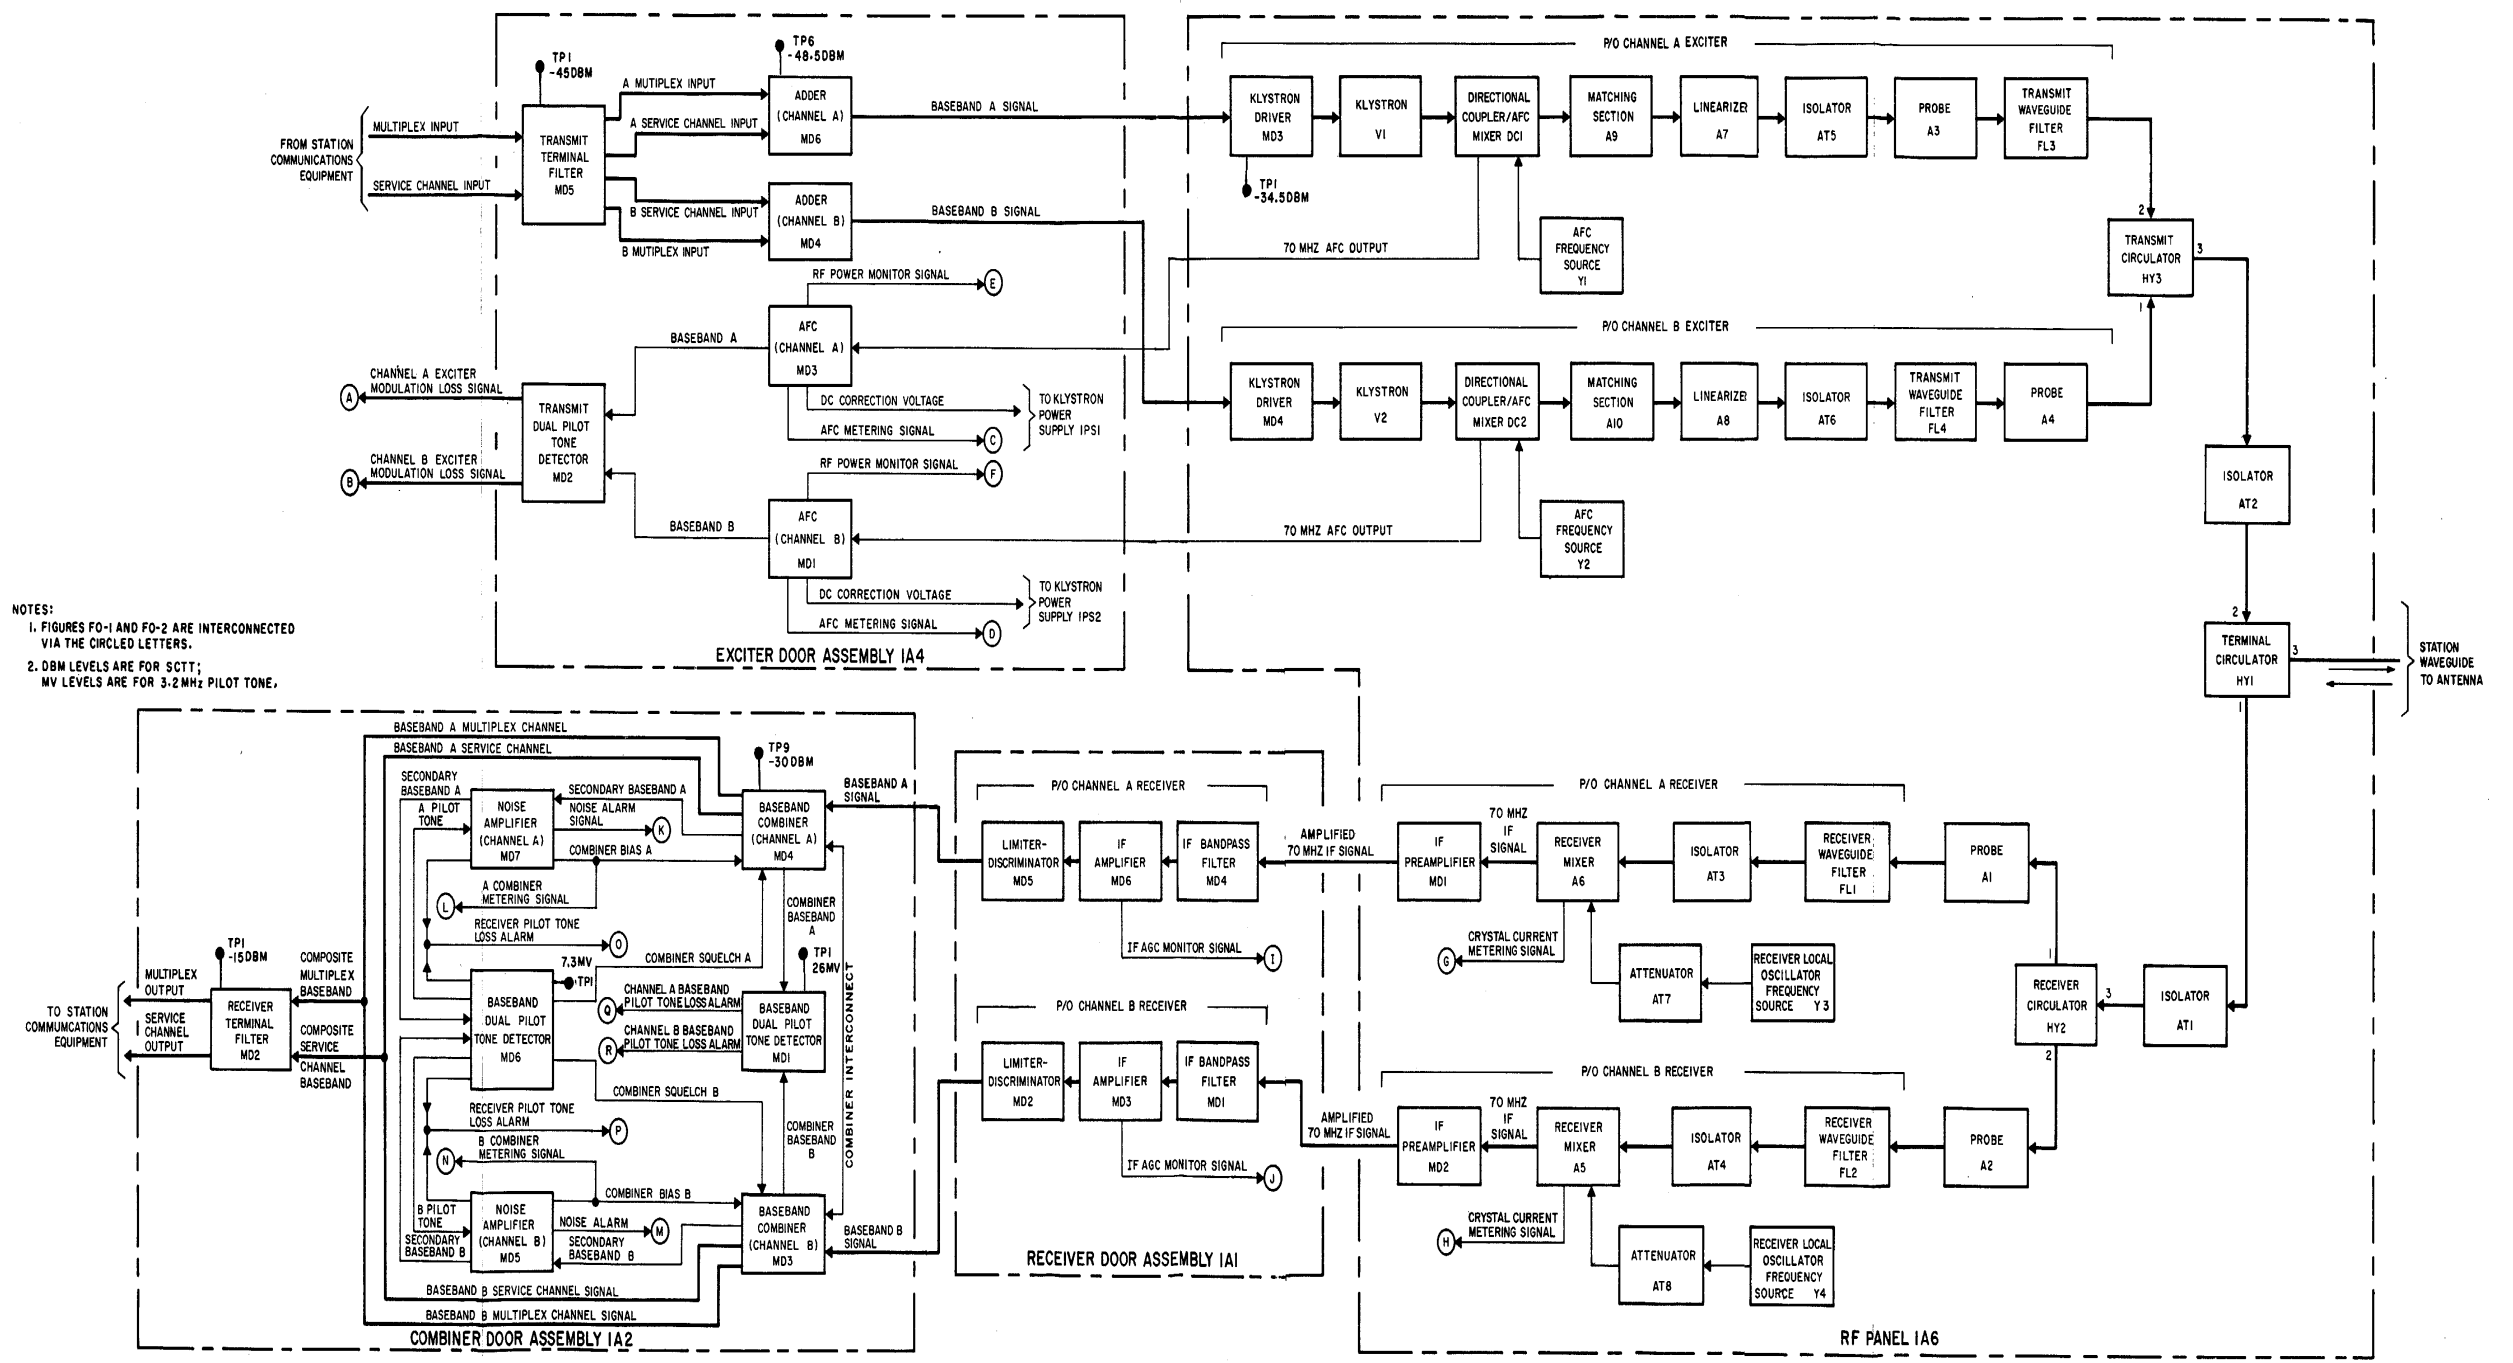 TP1
-45DBM
TP6
-48.5DBM
P/O CHANNEL A EXCITER
FROM STATION
COMMUNICATIONS
EQUIPMENT
MULTIPLEX INPUT
SERVICE CHANNEL INPUT
TRANSMIT
TERMINAL
FILTER
MD5
A MUTIPLEX INPUT
A SERVICE CHANNEL INPUT
B SERVICE CHANNEL INPUT
B MUTIPLEX INPUT
ADDER
(CHANNEL A)
MD6
ADDER
(CHANNEL B)
MD4
BASEBAND A SIGNAL
BASEBAND B SIGNAL
KLYSTRON
DRIVER
MD3
TP1
-34.5DBM
KLYSTRON
V1
DIRECTIONAL
COUPLER/AFC
MIXER DC1
MATCHING
SECTION
A9
LINEARIZER
A7
ISOLATOR
AT5
PROBE
A3
TRANSMIT
WAVEGUIDE
FILTER
FL3
70 MHZ AFC OUTPUT
AFC
FREQUENCY
SOURCE
Y1
2
TRANSMIT
CIRCULATOR
HY3
3
1
RF POWER MONITOR SIGNAL
E
AFC
(CHANNEL A)
MD3
BASEBAND A
DC CORRECTION VOLTAGE
AFC METERING SIGNAL
C
TO KLYSTRON
POWER
SUPPLY IPS1
CHANNEL A EXCITER
MODULATION LOSS SIGNAL
A
CHANNEL B EXCITER
MODULATION LOSS SIGNAL
B
TRANSMIT
DUAL PILOT
TONE
DETECTOR
MD2
RF POWER MONITOR SIGNAL
F
AFC
(CHANNEL B)
MD1
BASEBAND B
DC CORRECTION VOLTAGE
AFC METERING SIGNAL
D
TO KLYSTRON
POWER
SUPPLY IPS2
EXCITER DOOR ASSEMBLY 1A4
P/O CHANNEL B EXCITER
KLYSTRON
DRIVER
MD4
KLYSTRON
V2
DIRECTIONAL
COUPLER/AFC
MIXER DC2
MATCHING
SECTION
A10
LINEARIZER
A8
ISOLATOR
AT6
TRANSMIT
WAVEGUIDE
FILTER
FL4
PROBE
A4
70 MHZ AFC OUTPUT
AFC
FREQUENCY
SOURCE
Y2
ISOLATOR
AT2
2
TERMINAL
CIRCULATOR
HY1
3
1
STATION
WAVEGUIDE
TO ANTENNA
NOTES:
1. FIGURES FO-1 AND FO-2 ARE INTERCONNECTED
VIA THE CIRCLED LETTERS.
2. DBM LEVELS ARE FOR SCTT;
MV LEVELS ARE FOR 3.2MHz PILOT TONE.
BASEBAND A MULTIPLEX CHANNEL
BASEBAND A SERVICE CHANNEL
TP9
-30DBM
SECONDARY
BASEBAND A
A PILOT
TONE
NOISE
AMPLIFIER
(CHANNEL A)
MD7
SECONDARY BASEBAND A
NOISE ALARM
SIGNAL
K
COMBINER BIAS A
BASEBAND
COMBINER
(CHANNEL A)
MD4
BASEBAND A
SIGNAL
A COMBINER
METERING SIGNAL
L
RECEIVER PILOT TONE
LOSS ALARM
O
COMBINER
BASEBAND
A
COMBINER SQUELCH A
7.3MV
TP1
TP1
26MV
BASEBAND
DUAL PILOT
TONE DETECTOR
MD6
CHANNEL A BASEBAND
PILOT TONE LOSS ALARM
Q
CHANNEL B BASEBAND
PILOT TONE LOSS ALARM
R
BASEBAND
DUAL PILOT
TONE DETECTOR
MD1
COMBINER INTERCONNECT
TP1
-15DBM
MULTIPLEX
OUTPUT
SERVICE
CHANNEL
OUTPUT
TO STATION
COMMUMCATIONS
EQUIPMENT
RECEIVER
TERMINAL
FILTER
MD2
COMPOSITE
MULTIPLEX
BASEBAND
COMPOSITE
SERVICE
CHANNEL
BASEBAND
COMBINER SQUELCH B
RECEIVER PILOT TONE
LOSS ALARM
P
B COMBINER
METERING SIGNAL
N
COMBINER
BASEBAND
B
COMBINER BIAS B
B PILOT
TONE
SECONDARY
BASEBAND B
NOISE
AMPLIFIER
(CHANNEL B)
MD5
NOISE ALARM
M
SECONDARY
BASEBAND B
BASEBAND
COMBINER
(CHANNEL B)
MD3
BASEBAND B
SIGNAL
BASEBAND B SERVICE CHANNEL SIGNAL
BASEBAND B MULTIPLEX CHANNEL SIGNAL
COMBINER DOOR ASSEMBLY 1A2
P/O CHANNEL A RECEIVER
LIMITER-
DISCRIMINATOR
MD5
IF
AMPLIFIER
MD6
IF BANDPASS
FILTER
MD4
IF AGC MONITOR SIGNAL
I
P/O CHANNEL B RECEIVER
LIMITER-
DISCRIMINATOR
MD2
IF
AMPLIFIER
MD3
IF BANDPASS
FILTER
MD1
IF AGC MONITOR SIGNAL
J
RECEIVER DOOR ASSEMBLY 1A1
P/O CHANNEL A RECEIVER
AMPLIFIED
70 MHZ IF SIGNAL
IF
PREAMPLIFIER
MD1
70 MHZ
IF
SIGNAL
RECEIVER
MIXER
A6
ISOLATOR
AT3
RECEIVER
WAVEGUIDE
FILTER
FL1
PROBE
A1
CRYSTAL CURRENT
METERING SIGNAL
G
ATTENUATOR
AT7
RECEIVER LOCAL
OSCILLATOR
FREQUENCY
SOURCE Y3
1
RECEIVER
CIRCULATOR
HY2
3
2
ISOLATOR
AT1
P/O CHANNEL B RECEIVER
AMPLIFIED
70 MHZ IF SIGNAL
IF
PREAMPLIFIER
MD2
70 MHZ
IF
SIGNAL
RECEIVER
MIXER
A5
ISOLATOR
AT4
RECEIVER
WAVEGUIDE
FILTER
FL2
PROBE
A2
CRYSTAL CURRENT
METERING SIGNAL
H
ATTENUATOR
AT8
RECEIVER LOCAL
OSCILLATOR
FREQUENCY
SOURCE Y4
RF PANEL 1A6